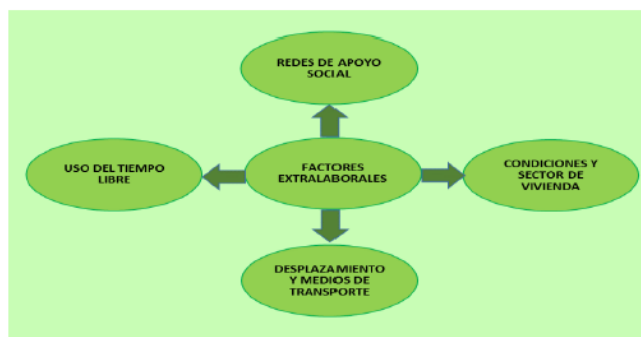 REDES DE APOYO
SOCIAL
USO DEL TIEMPO
LIBRE
FACTORES
EXTRALABORALES
CONDICIONES Y
SECTOR DE
VIVIENDA
DESPLAZAMIENTO
Y MEDIOS DE
TRANSPORTE